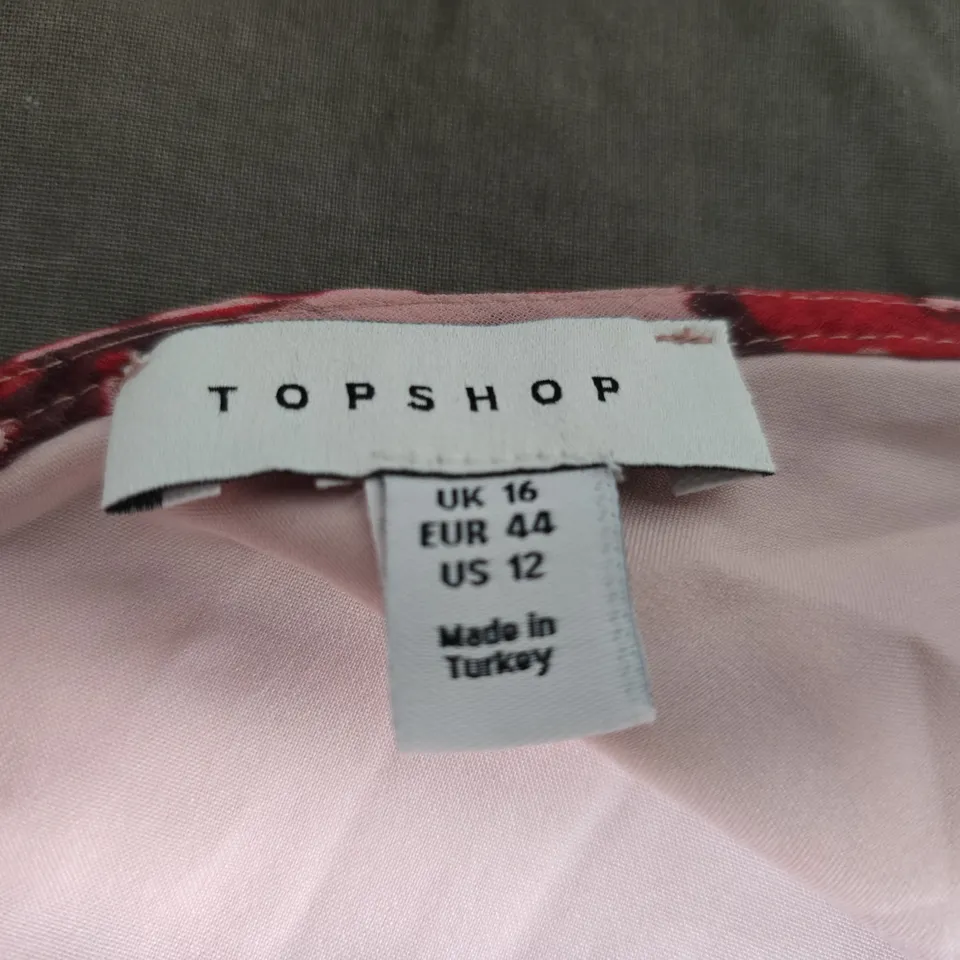 TOPSHOP
UK 16
EUR 44
US 12
Made in
Turkey